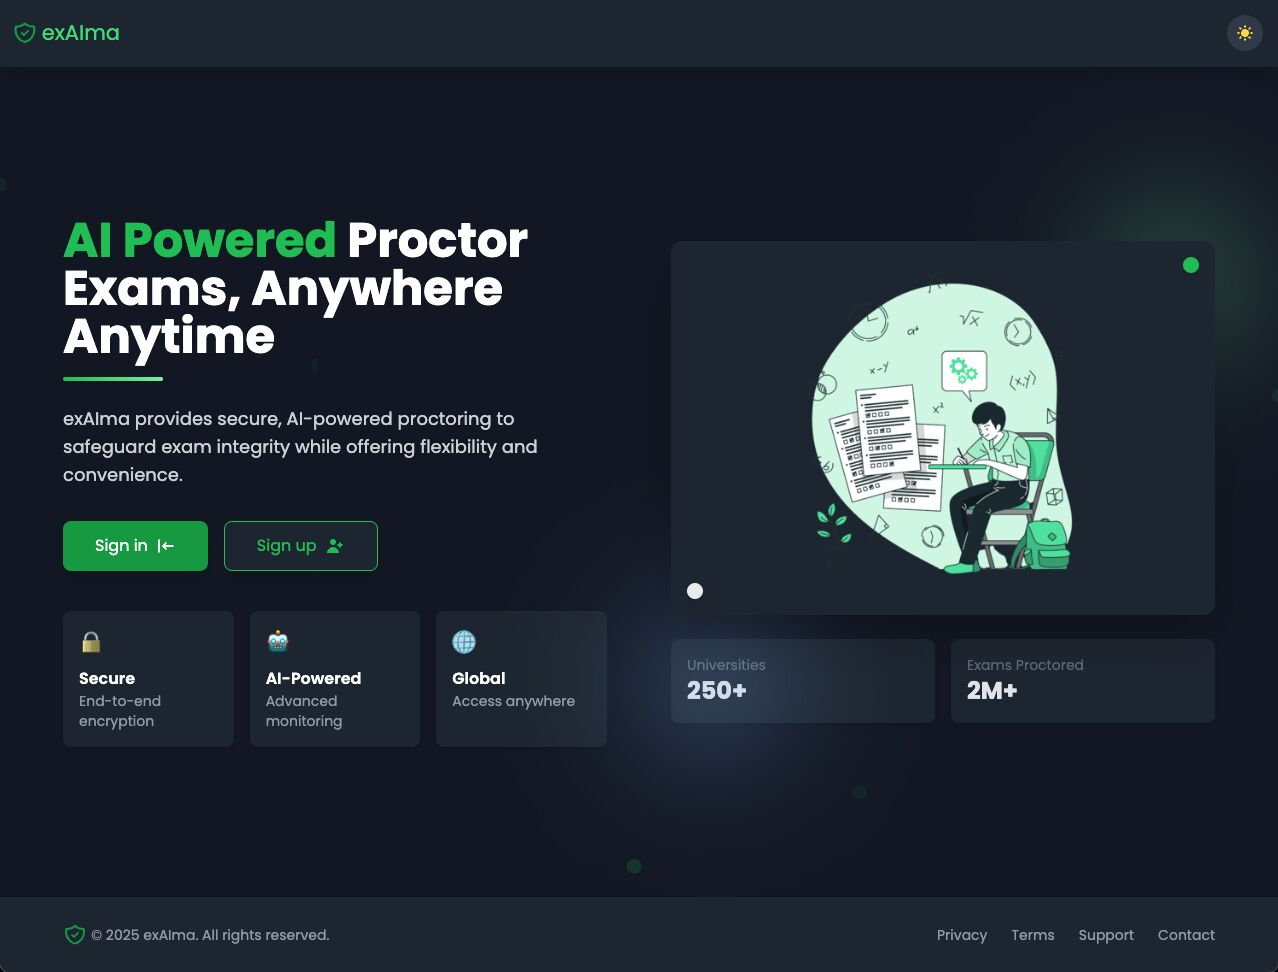 exAIma
AI Powered Proctor
Exams, Anywhere
Anytime
exAIma provides secure, AI-powered proctoring to
safeguard exam integrity while offering flexibility and
convenience.
Sign in
Sign up
Secure
End-to-end
encryption
AI-Powered
Advanced
monitoring
Global
Access anywhere
√x
a⁴
x-y
(x,y)
x²
Universities
250+
Exams Proctored
2M+
© 2025 exAIma. All rights reserved.
Privacy
Terms
Support
Contact